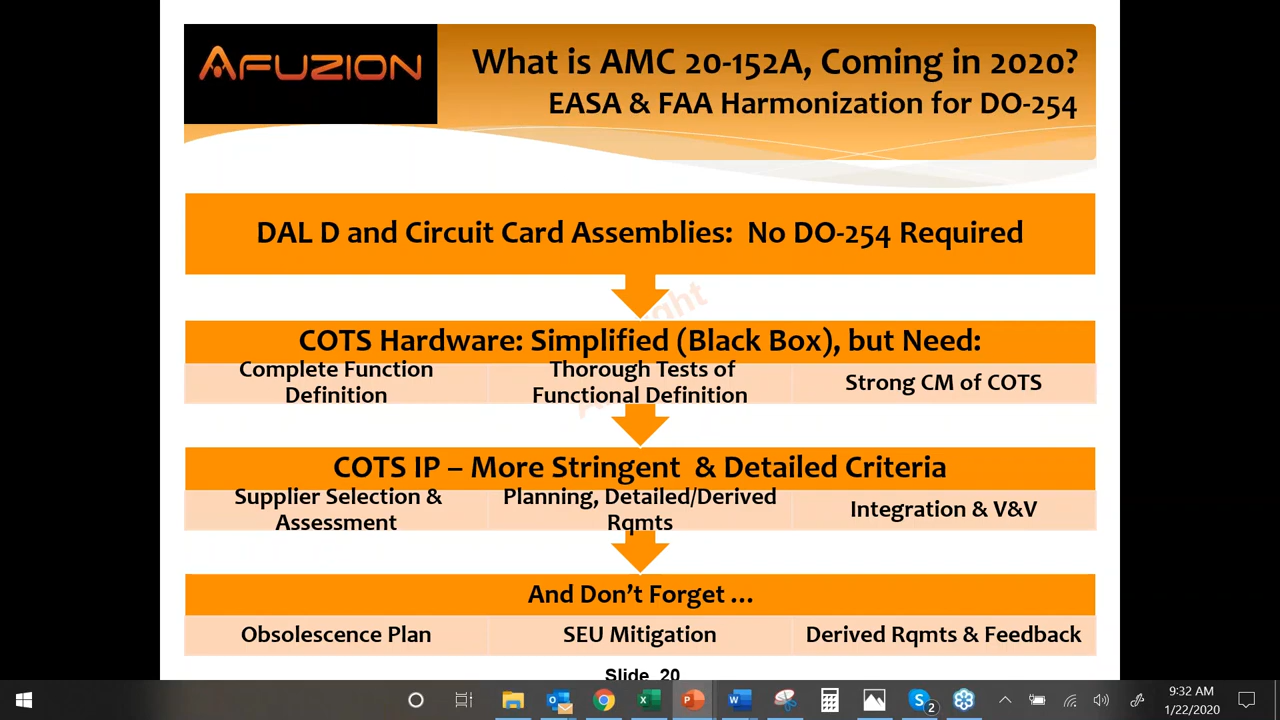 AFUZION
What is AMC 20-152A, Coming in 2020?
EASA & FAA Harmonization for DO-254
DAL D and Circuit Card Assemblies: No DO-254 Required
COTS Hardware: Simplified (Black Box), but Need:
Complete Function
Definition
Thorough Tests of
Functional Definition
Strong CM of COTS
COTS IP – More Stringent & Detailed Criteria
Supplier Selection &
Assessment
Planning, Detailed/Derived
Rqmts
Integration & V&V
And Don't Forget …
Obsolescence Plan
SEU Mitigation
Derived Rqmts & Feedback
Slide 20
2
9:32 AM
1/22/2020